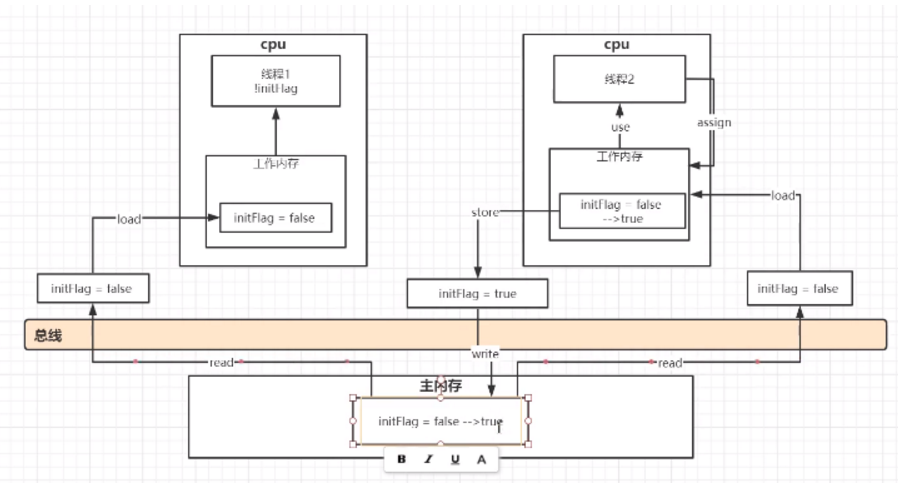 cpu
线程1
!initFlag
工作内存
initFlag = false
load
initFlag = false
cpu
线程2
use
assign
工作内存
initFlag = false
-->true
store
load
initFlag = true
initFlag = false
总线
read
write
read
主内存
initFlag = false -->true
B I U A